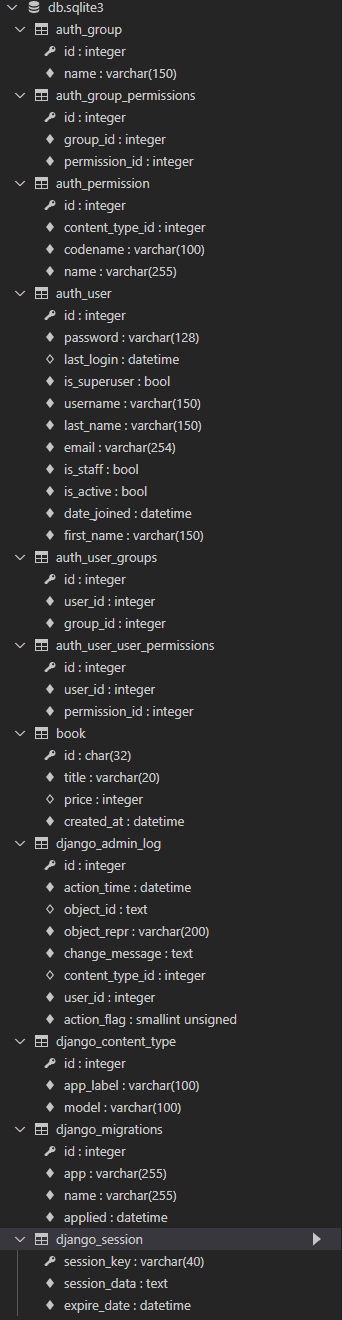 db.sqlite3
auth_group
id : integer
name : varchar(150)
auth_group_permissions
id : integer
group_id : integer
permission_id : integer
auth_permission
id : integer
content_type_id : integer
codename : varchar(100)
name : varchar(255)
auth_user
id : integer
password : varchar(128)
last_login : datetime
is_superuser : bool
username : varchar(150)
last_name : varchar(150)
email : varchar(254)
is_staff : bool
is_active : bool
date_joined : datetime
first_name : varchar(150)
auth_user_groups
id : integer
user_id : integer
group_id : integer
auth_user_user_permissions
id : integer
user_id : integer
permission_id : integer
book
id : char(32)
title : varchar(20)
price : integer
created_at : datetime
django_admin_log
id : integer
action_time : datetime
object_id : text
object_repr : varchar(200)
change_message : text
content_type_id : integer
user_id : integer
action_flag : smallint unsigned
django_content_type
id : integer
app_label : varchar(100)
model : varchar(100)
django_migrations
id : integer
app : varchar(255)
name : varchar(255)
applied : datetime
django_session
session_key : varchar(40)
session_data : text
expire_date : datetime